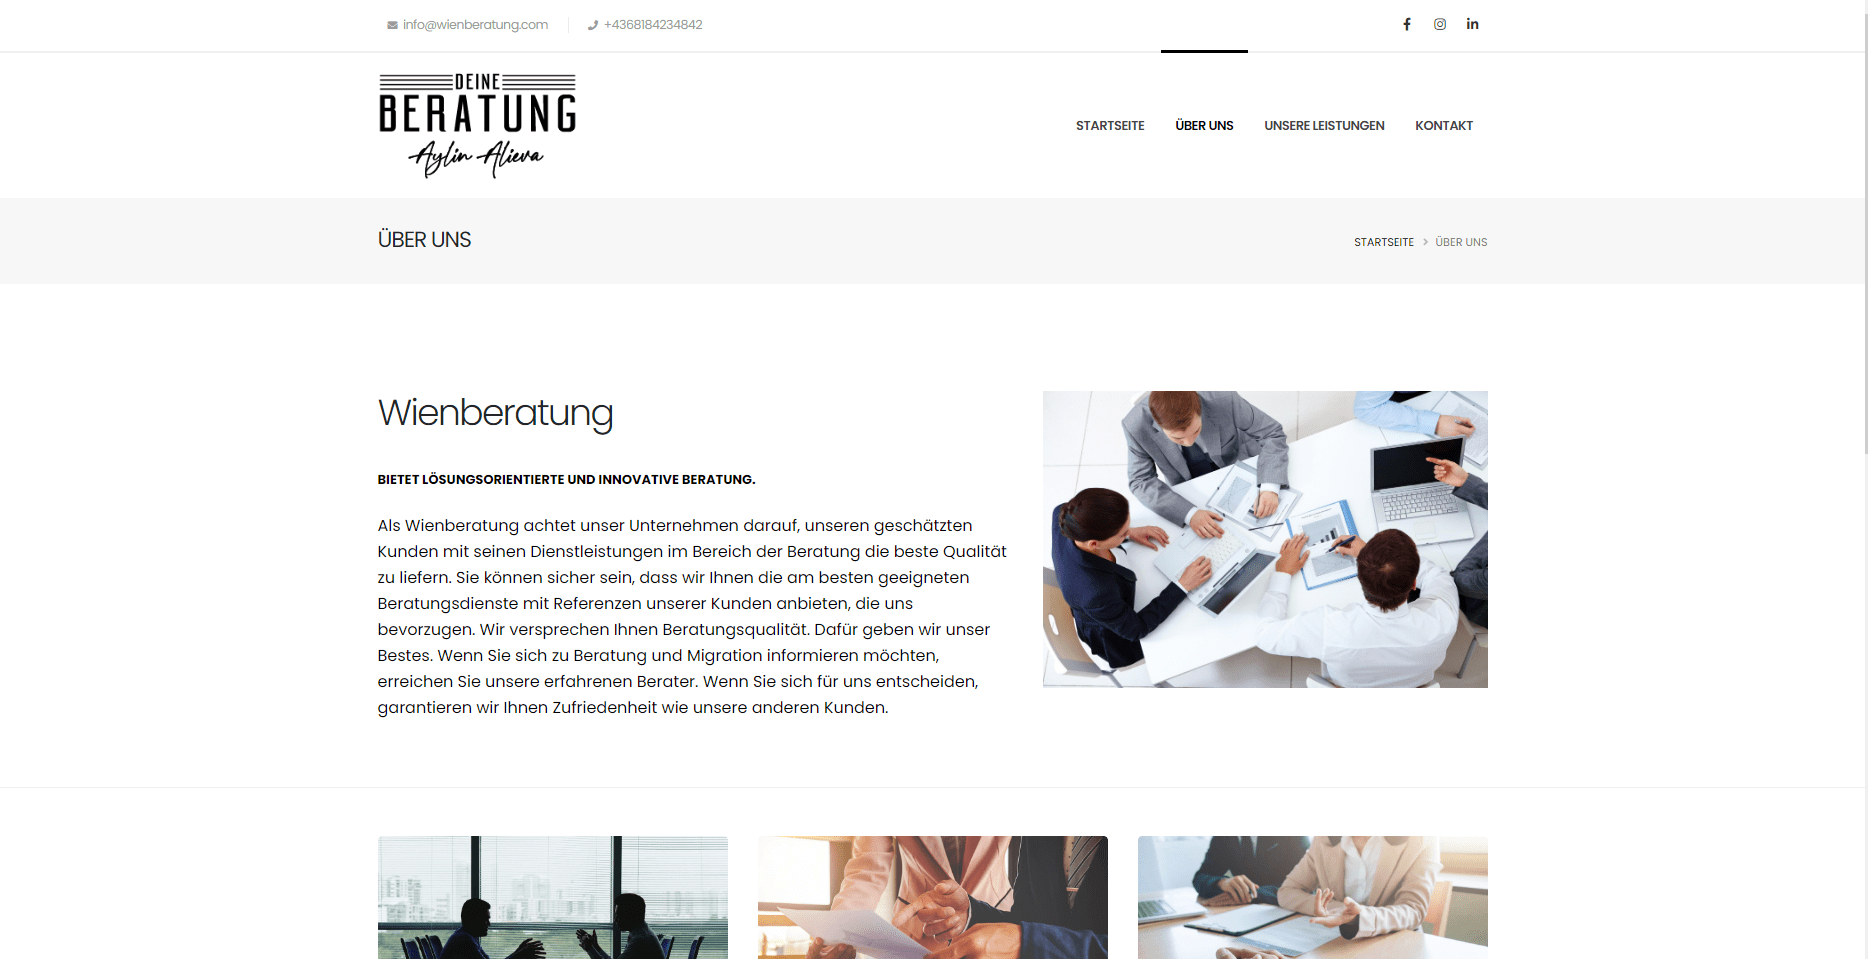 info@wienberatung.com
+4368184234842
DEINE
BERATUNG
Aylin Alieva
STARTSEITE
ÜBER UNS
UNSERE LEISTUNGEN
KONTAKT
ÜBER UNS
STARTSEITE > ÜBER UNS
Wienberatung
BIETET LÖSUNGSORIENTIERTE UND INNOVATIVE BERATUNG.
Als Wienberatung achtet unser Unternehmen darauf, unseren geschätzten
Kunden mit seinen Dienstleistungen im Bereich der Beratung die beste Qualität
zu liefern. Sie können sicher sein, dass wir Ihnen die am besten geeigneten
Beratungsdienste mit Referenzen unserer Kunden anbieten, die uns
bevorzugen. Wir versprechen Ihnen Beratungsqualität. Dafür geben wir unser
Bestes. Wenn Sie sich zu Beratung und Migration informieren möchten,
erreichen Sie unsere erfahrenen Berater. Wenn Sie sich für uns entscheiden,
garantieren wir Ihnen Zufriedenheit wie unsere anderen Kunden.